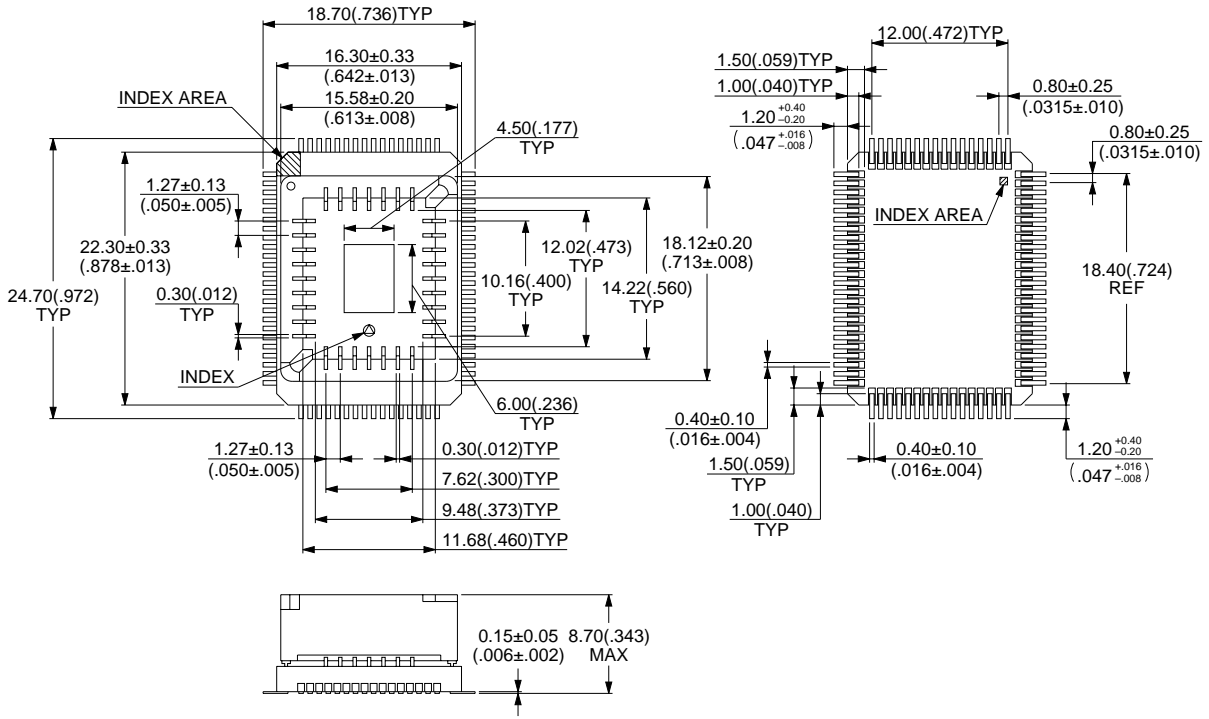 18.70(.736)TYP
16.30±0.33
(.642±.013)
INDEX AREA
15.58±0.20
(.613±.008)
4.50(.177)
TYP
1.27±0.13
(.050±.005)
22.30±0.33
(.878±.013)
24.70(.972)
TYP
0.30(.012)
TYP
INDEX
12.02(.473)
TYP
10.16(.400)
TYP
14.22(.560)
TYP
18.12±0.20
(.713±.008)
6.00(.236)
TYP
1.27±0.13
(.050±.005)
0.30(.012)TYP
7.62(.300)TYP
9.48(.373)TYP
11.68(.460)TYP
12.00(.472)TYP
1.50(.059)TYP
1.00(.040)TYP
1.20 +0.40 -0.20
(.047 +.016 -.008)
0.80±0.25
(.0315±.010)
0.80±0.25
(.0315±.010)
INDEX AREA
18.40(.724)
REF
0.40±0.10
(.016±.004)
1.50(.059)
TYP
1.00(.040)
TYP
0.40±0.10
(.016±.004)
1.20 +0.40 -0.20
(.047 +.016 -.008)
0.15±0.05
(.006±.002)
8.70(.343)
MAX